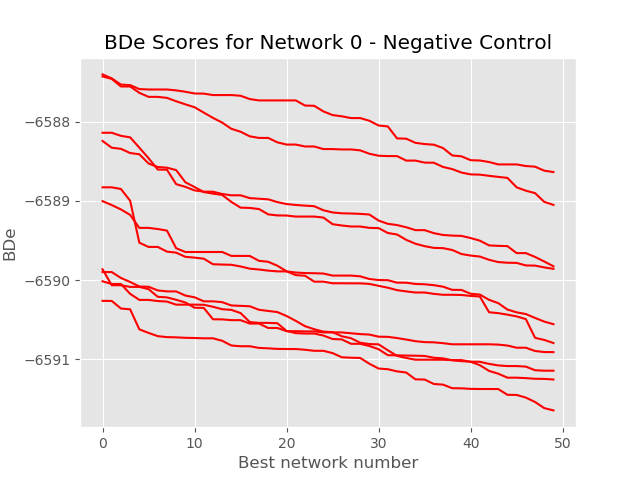 BDe Scores for Network 0 - Negative Control
BDe
−6588
−6589
−6590
−6591
0 10 20 30 40 50
Best network number